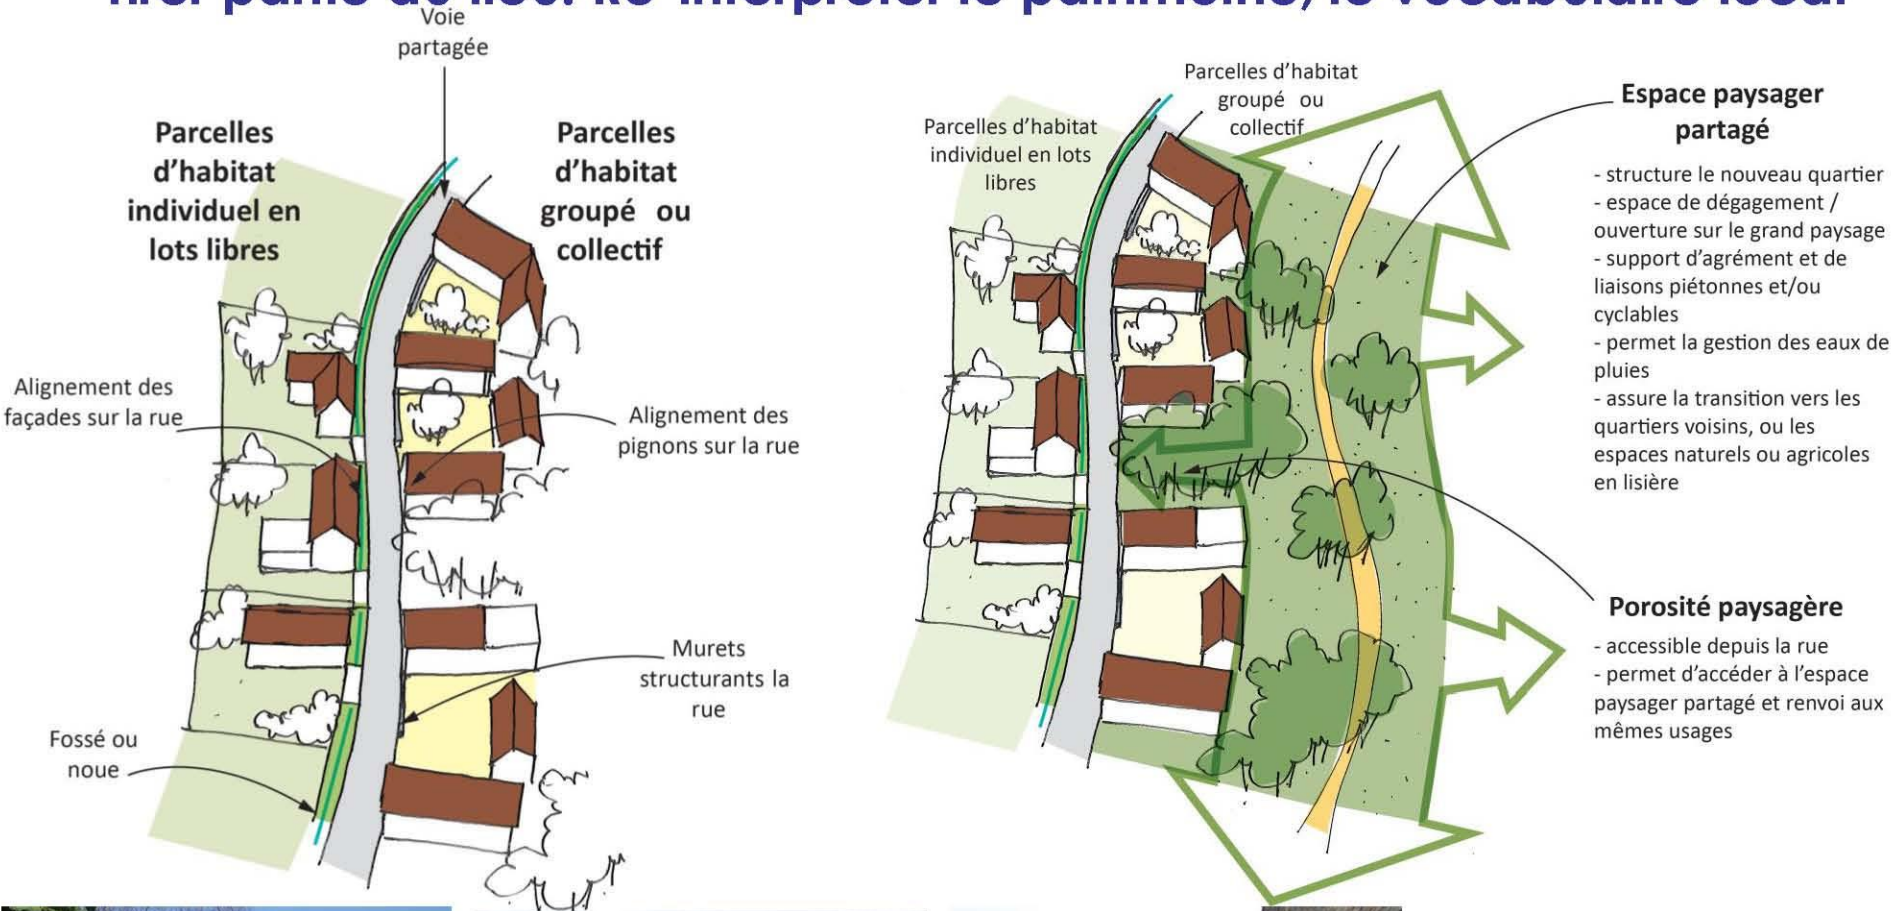 Voie
partagée
Parcelles
d’habitat
individuel en
lots libres
Parcelles
d’habitat
groupé ou
collectif
Alignement des
façades sur la rue
Alignement des
pignons sur la rue
Murets
structurants la
rue
Fossé ou
noue
Parcelles d’habitat
individuel en lots
libres
Parcelles d’habitat
groupé ou
collectif
Espace paysager
partagé
- structure le nouveau quartier
- espace de dégagement /
ouverture sur le grand paysage
- support d’agrément et de
liaisons piétonnes et/ou
cyclables
- permet la gestion des eaux de
pluies
- assure la transition vers les
quartiers voisins, ou les
espaces naturels ou agricoles
en lisière
Porosité paysagère
- accessible depuis la rue
- permet d’accéder à l’espace
paysager partagé et renvoi aux
mêmes usages